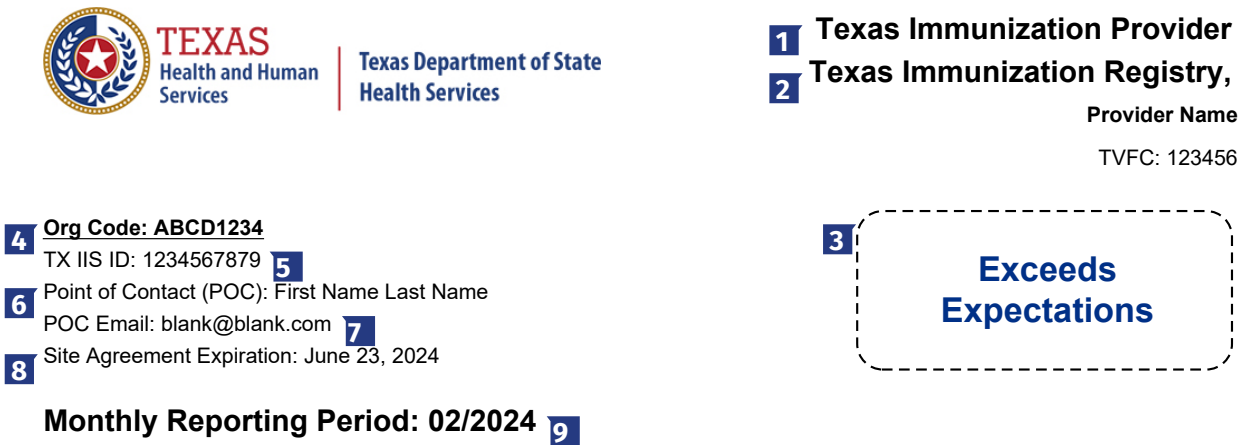 TEXAS
Health and Human
Services
Texas Department of State
Health Services
1 Texas Immunization Provider
2 Texas Immunization Registry,
Provider Name
TVFC: 123456
4 Org Code: ABCD1234
TX IIS ID: 1234567879 5
6 Point of Contact (POC): First Name Last Name
POC Email: blank@blank.com 7
8 Site Agreement Expiration: June 23, 2024
3
Exceeds
Expectations
Monthly Reporting Period: 02/2024 9